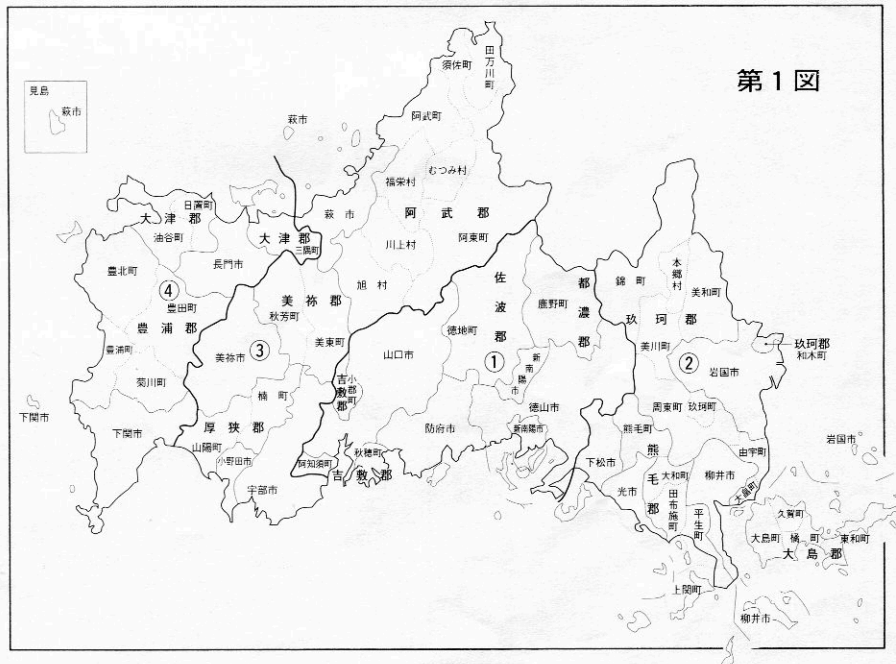 第1図
見島
萩市
萩市
須佐町
田万川町
阿武町
むつみ村
福栄村
萩市
阿武郡
川上村
阿東町
旭村
日置町
大津郡
油谷町
大津郡
三隅町
長門市
豊北町
④
豊田町
豊浦郡
豊浦町
菊川町
下関市
下関市
美祢郡
秋芳町
美東町
③
美祢市
楠町
厚狭郡
山陽町
小野田市
宇部市
吉敷郡
小郡町
阿知須町
秋穂町
吉敷郡
山口市
防府市
佐波郡
徳地町
①
都濃郡
鹿野町
新南陽市
徳山市
新南陽市
下松市
錦町
本郷村
美和町
玖珂郡
美川町
②
岩国市
玖珂郡
和木町
周東町
玖珂町
熊毛町
熊毛郡
由宇町
岩国市
光市
大和町
柳井市
大畠町
田布施町
平生町
上関町
柳井市
久賀町
大島町
橘町
東和町
大島郡